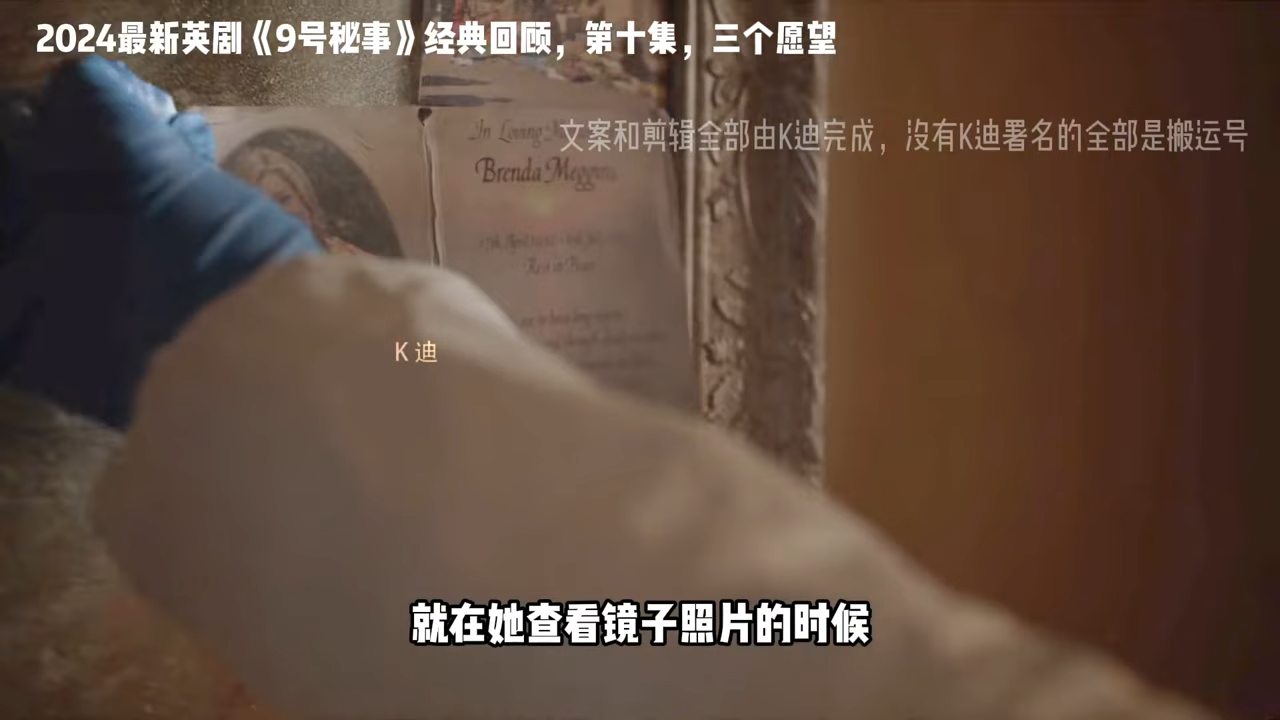 2024最新英剧《9号秘事》经典回顾，第十集，三个愿望
文案和剪辑全部由K迪完成，没有K迪署名的全部是搬运号
In Loving
Brenda
Rest in Peace
K迪
就在她查看镜子照片的时候